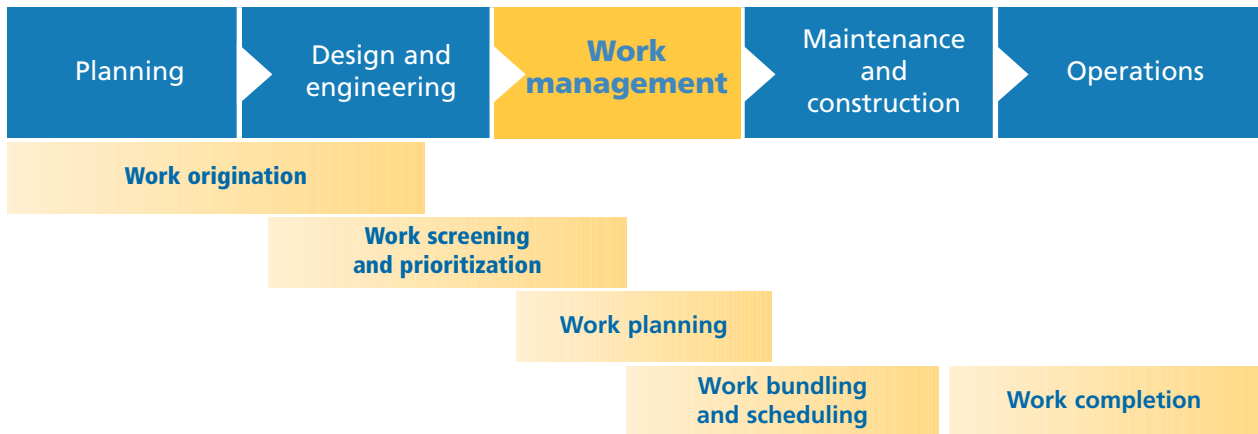 Planning
Design and
engineering
Work
management
Maintenance
and
construction
Operations
Work origination
Work screening
and prioritization
Work planning
Work bundling
and scheduling
Work completion